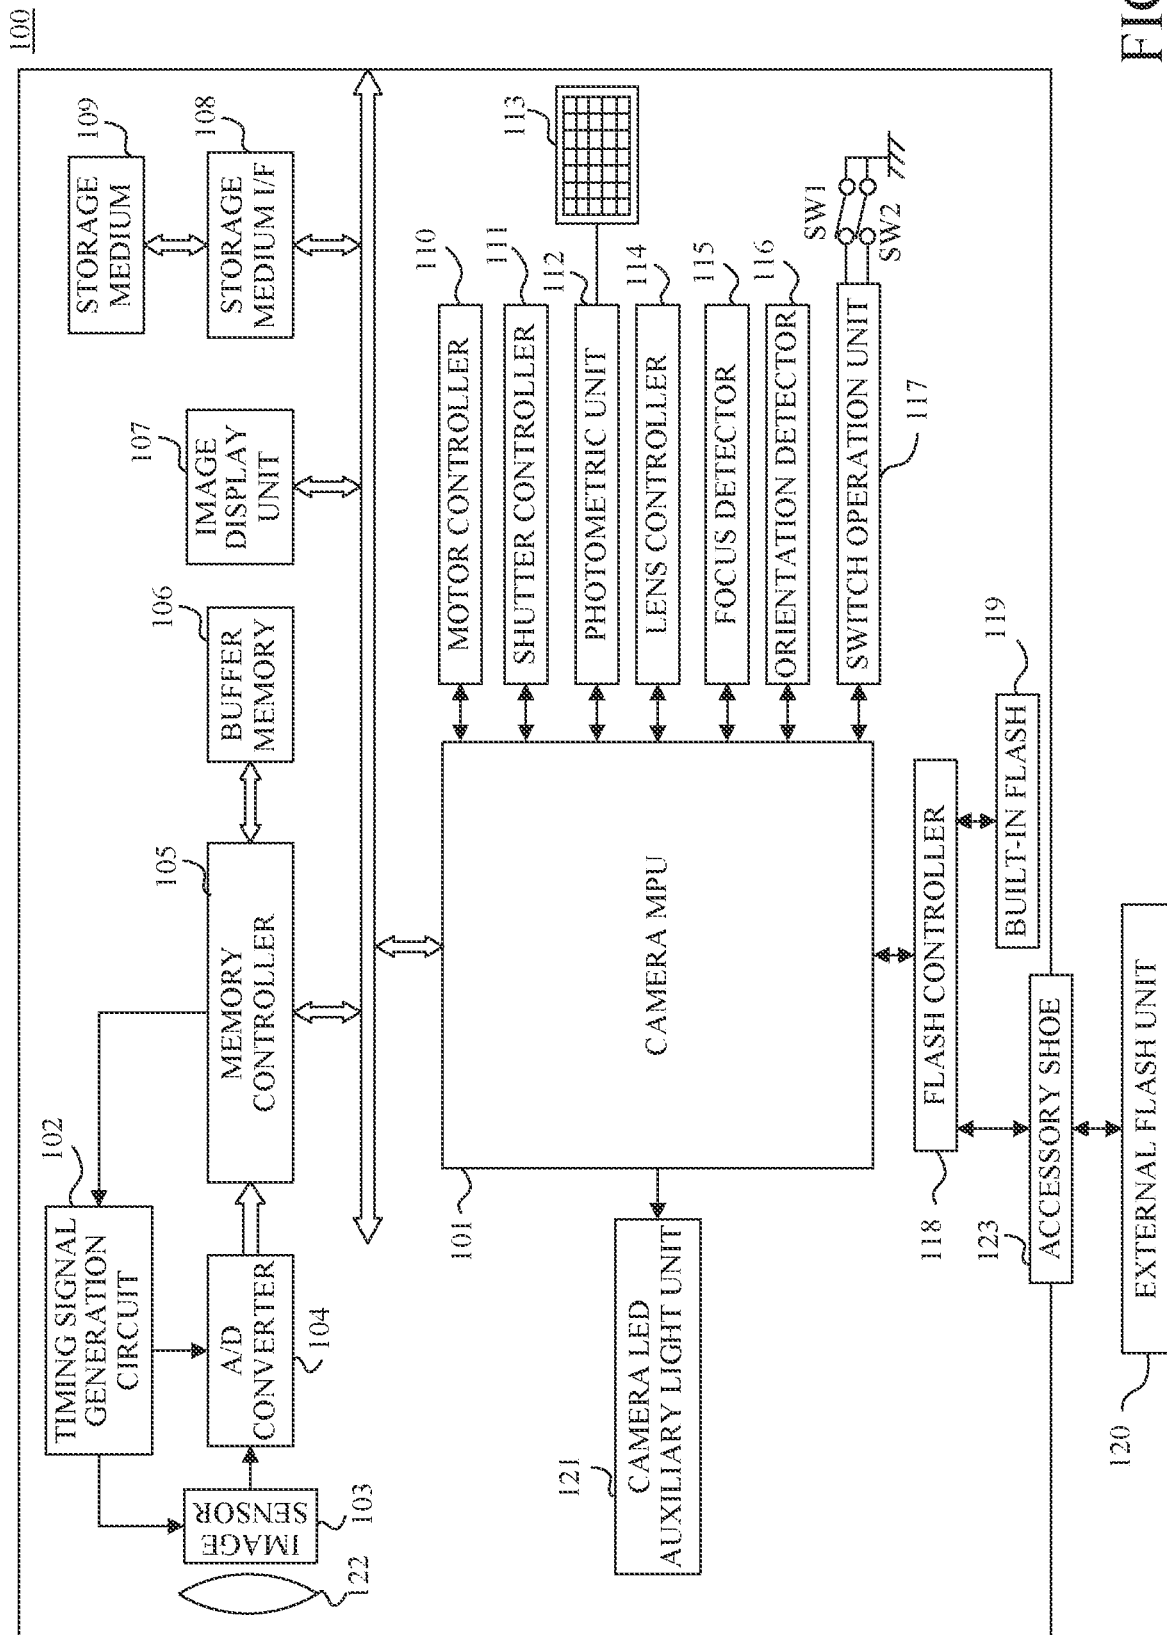 100
FIG
109
STORAGE
MEDIUM
108
STORAGE
MEDIUM I/F
107
IMAGE
DISPLAY
UNIT
106
BUFFER
MEMORY
105
MEMORY
CONTROLLER
102
TIMING SIGNAL
GENERATION
CIRCUIT
A/D
CONVERTER
104
IMAGE
SENSOR
103
122
110
MOTOR CONTROLLER
111
SHUTTER CONTROLLER
112
PHOTOMETRIC UNIT
113
114
LENS CONTROLLER
115
FOCUS DETECTOR
116
ORIENTATION DETECTOR
SWITCH OPERATION UNIT
117
SW1
SW2
CAMERA MPU
101
CAMERA LED
AUXILIARY LIGHT UNIT
121
FLASH CONTROLLER
118
119
BUILT-IN FLASH
ACCESSORY SHOE
123
EXTERNAL FLASH UNIT
120